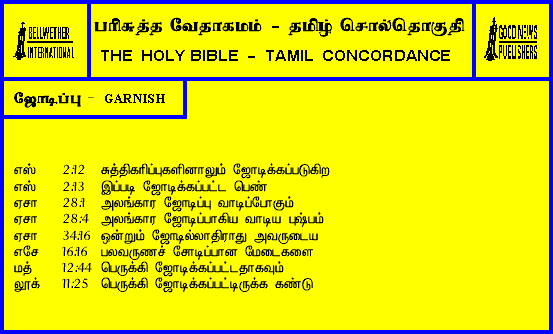 BELLWETHER
INTERNATIONAL
பரிசுத்த வேதாகமம் - தமிழ் சொல்தொகுதி
THE HOLY BIBLE - TAMIL CONCORDANCE
GOOD NEWS
PUBLISHERS
ஜோடிப்பு - GARNISH
எஸ் 2:12 சுத்திகரிப்புகளினாலும் ஜோடிக்கப்படுகிற
எஸ் 2:13 இப்படி ஜோடிக்கப்பட்ட பெண்
ஏசா 28:1 அலங்கார ஜோடிப்பு வாடிப்போகும்
ஏசா 28:4 அலங்கார ஜோடிப்பாகிய வாடிய புஷ்பம்
ஏசா 34:16 ஒன்றும் ஜோடில்லாதிராது அவருடைய
எசே 16:16 பலவருணச் சோடிப்பான மேடைகளை
மத் 12:44 பெருக்கி ஜோடிக்கப்பட்டதாகவும்
லூக் 11:25 பெருக்கி ஜோடிக்கப்பட்டிருக்க கண்டு